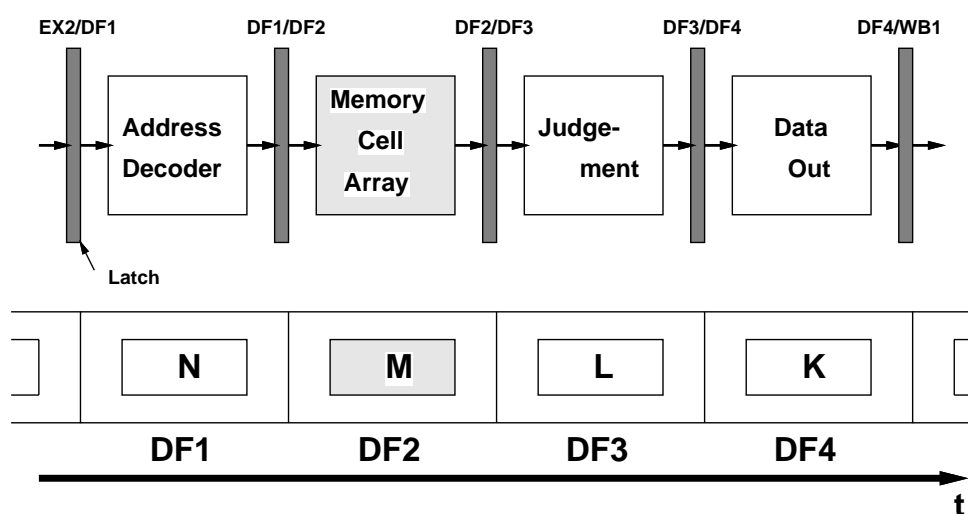 EX2/DF1 DF1/DF2 DF2/DF3 DF3/DF4 DF4/WB1
Address
Decoder
Memory
Cell
Array
Judge-
ment
Data
Out
Latch
N M L K
DF1 DF2 DF3 DF4
t